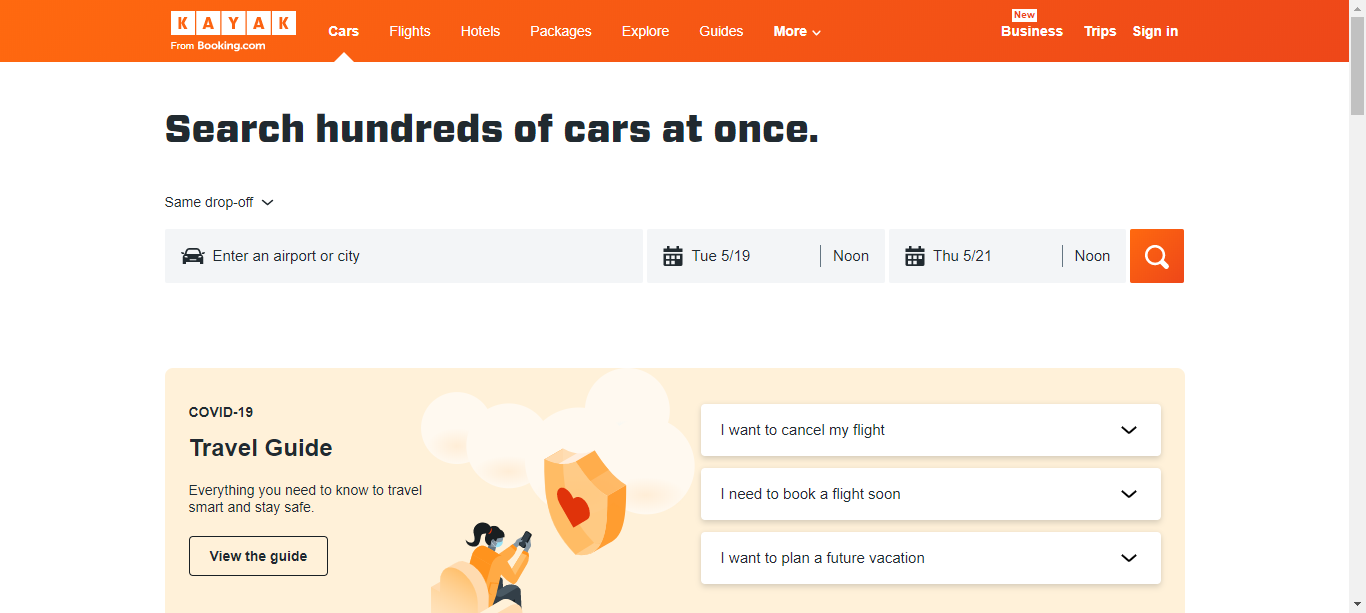 KAYAK
From Booking.com
Cars
Flights
Hotels
Packages
Explore
Guides
More
New
Business
Trips
Sign in
Search hundreds of cars at once.
Same drop-off
Enter an airport or city
Tue 5/19
Noon
Thu 5/21
Noon
COVID-19
Travel Guide
Everything you need to know to travel
smart and stay safe.
View the guide
I want to cancel my flight
I need to book a flight soon
I want to plan a future vacation